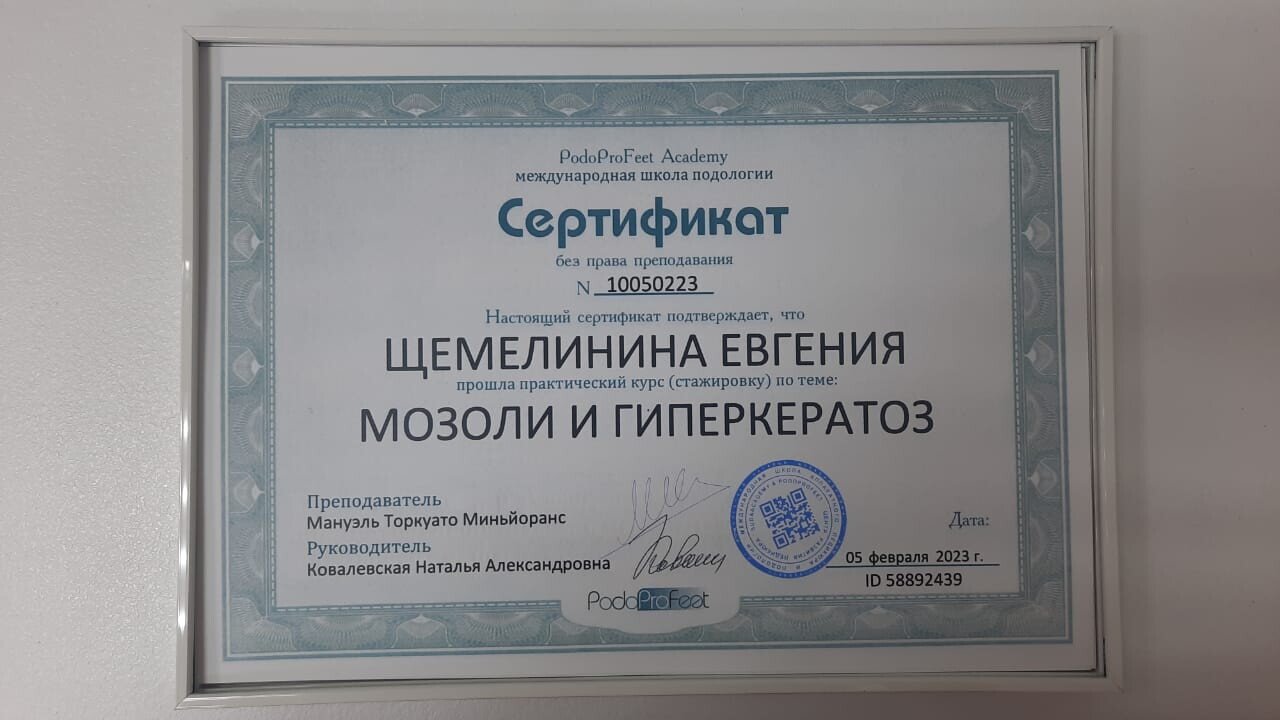 PodoProFeet Academy
международная школа подологии
Сертификат
без права преподавания
N 10050223
Настоящий сертификат подтверждает, что
ЩЕМЕЛИНИНА ЕВГЕНИЯ
прошла практический курс (стажировку) по теме:
МОЗОЛИ И ГИПЕРКЕРАТОЗ
Преподаватель
Мануэль Торкуато Миньйоранс
Руководитель
Ковалевская Наталья Александровна
Дата:
05 февраля 2023 г.
ID 58892439
PodoProFeet